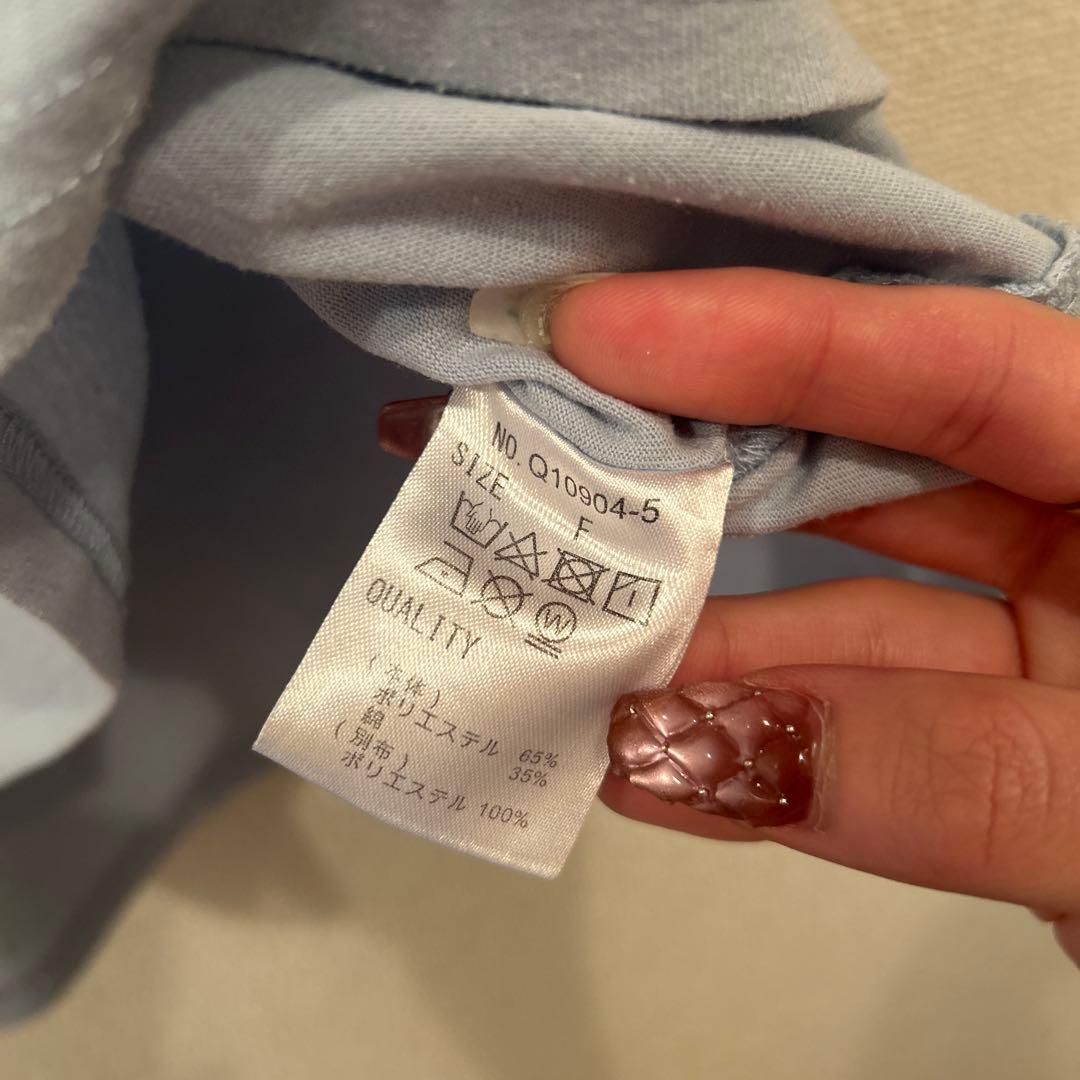 NO. Q10904-5
SIZE F
W
QUALITY
(本体)
ポリエステル 65%
綿 35%
(別布)
ポリエステル 100%